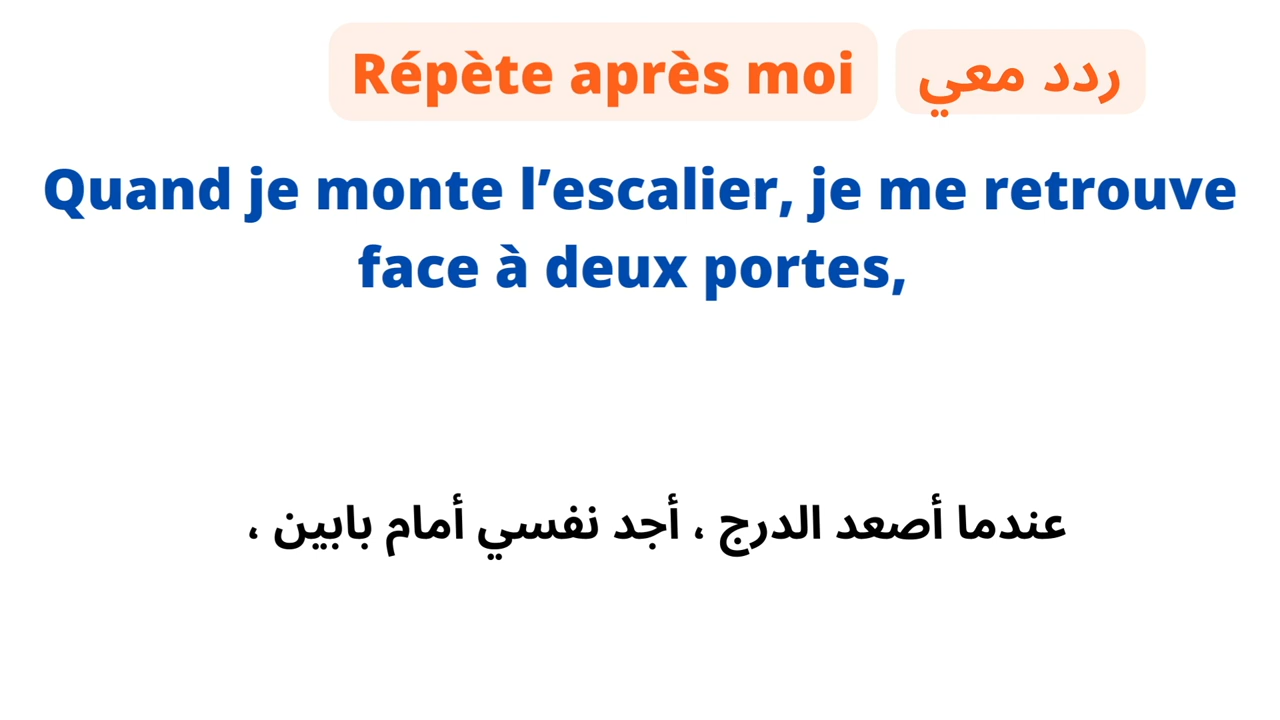 Répète après moi ردد معي
Quand je monte l’escalier, je me retrouve
face à deux portes,
عندما أصعد الدرج ، أجد نفسي أمام بابين ،